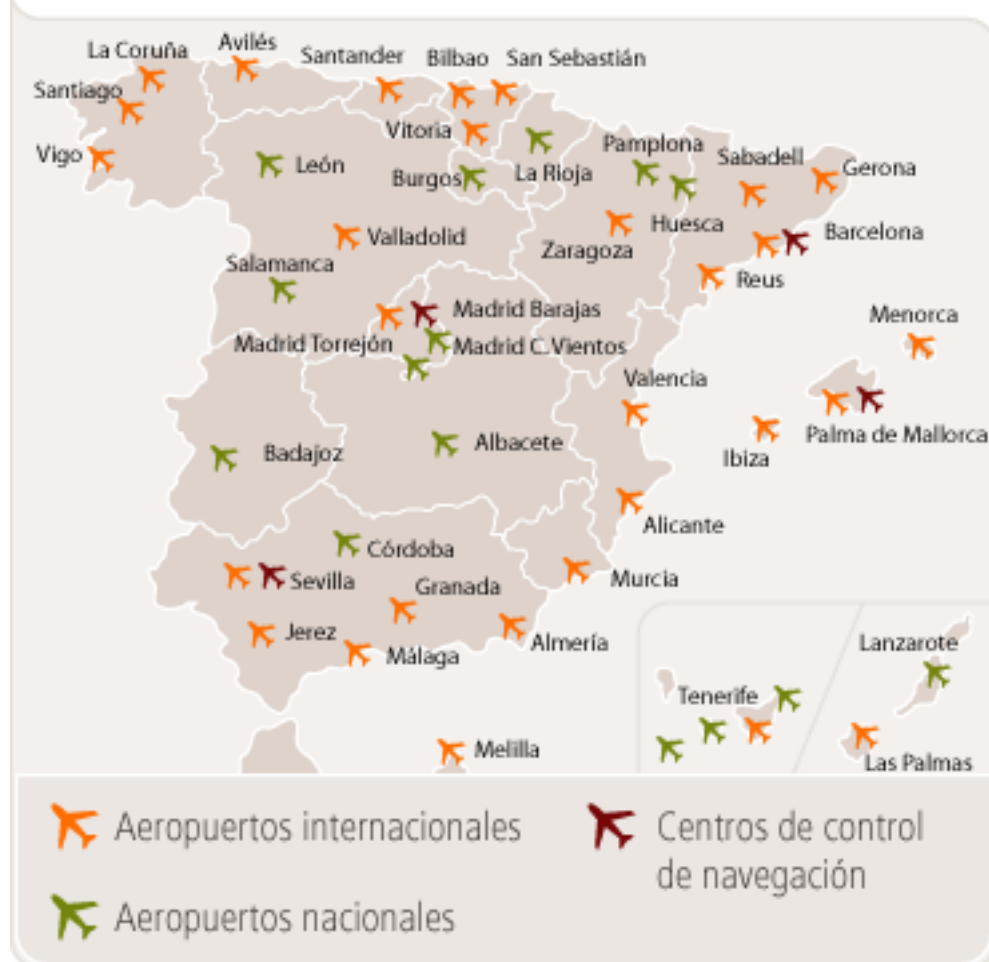 La Coruña
Avilés
Santander
Bilbao
San Sebastián
Santiago
Vitoria
Pamplona
Vigo
León
Burgos
La Rioja
Sabadell
Gerona
Valladolid
Zaragoza
Huesca
Barcelona
Salamanca
Reus
Madrid Barajas
Menorca
Madrid Torrejón
Madrid C.Vientos
Valencia
Badajoz
Albacete
Ibiza
Palma de Mallorca
Alicante
Córdoba
Sevilla
Granada
Murcia
Jerez
Málaga
Almería
Lanzarote
Tenerife
Melilla
Las Palmas
Aeropuertos internacionales
Centros de control
de navegación
Aeropuertos nacionales